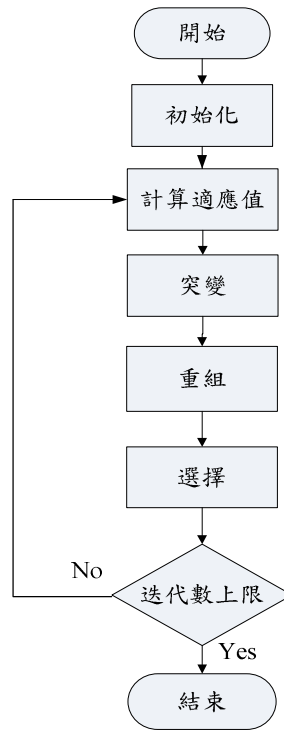 開始
初始化
計算適應值
突變
重組
選擇
迭代數上限
No
Yes
結束